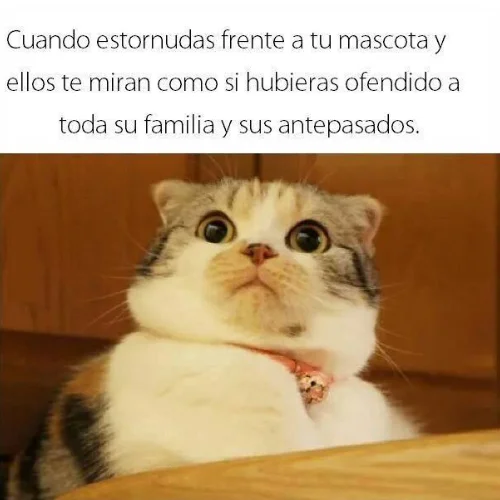 Cuando estornudas frente a tu mascota y
ellos te miran como si hubieras ofendido a
toda su familia y sus antepasados.